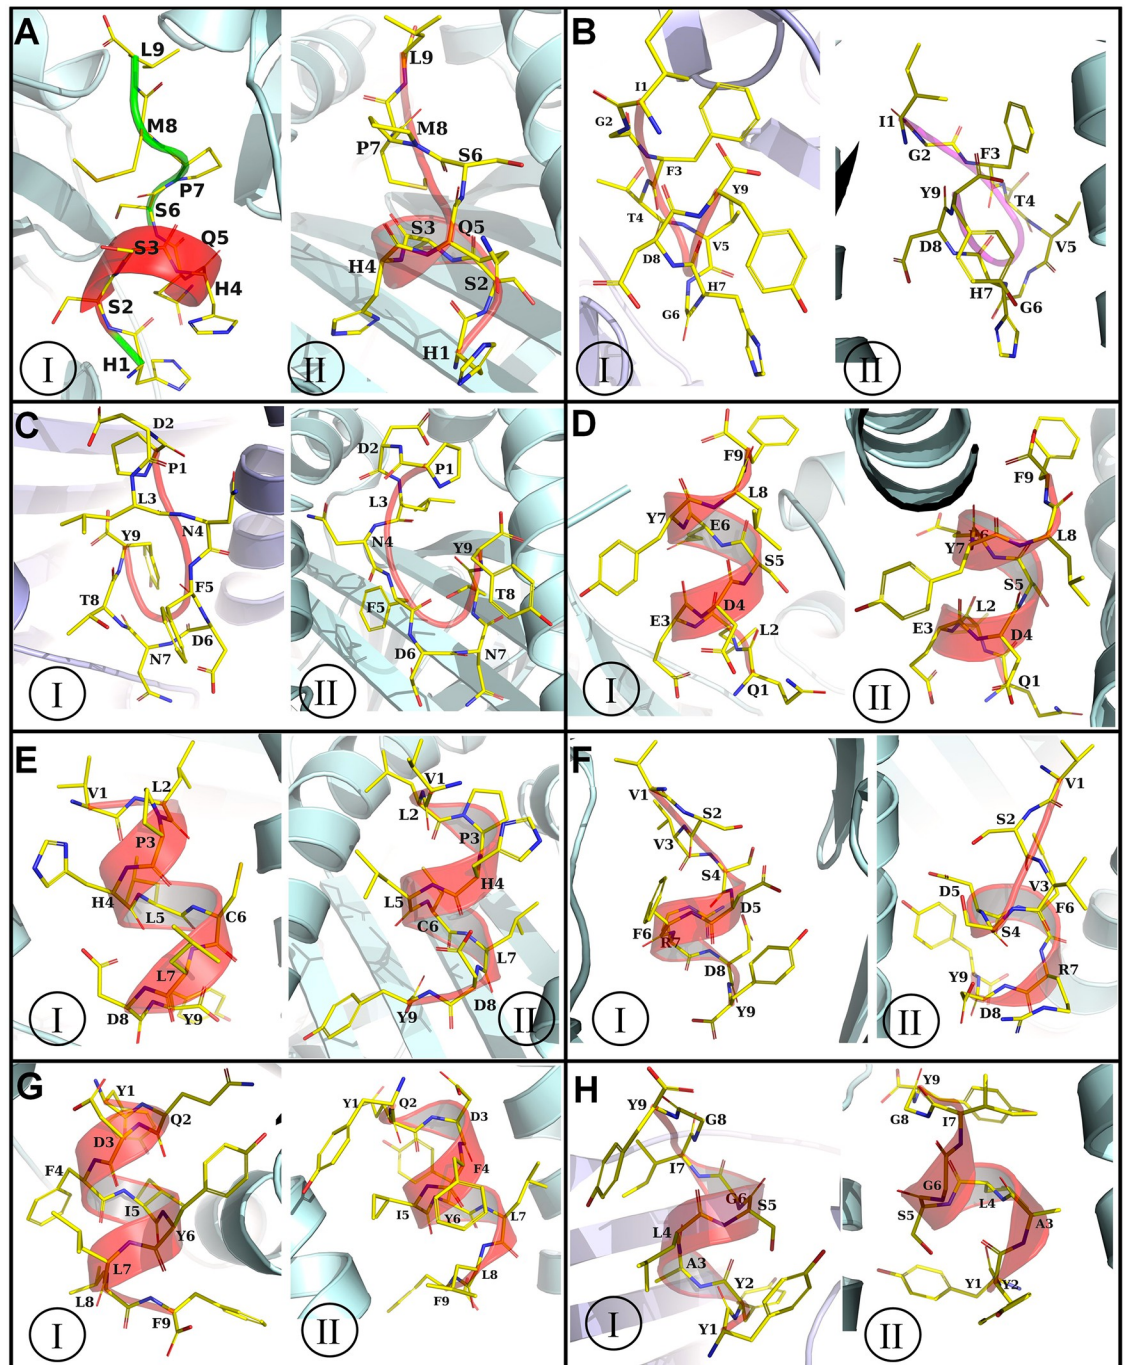 A
L9
M8
P7
S6
S3
Q5
H4
S2
H1
I
L9
M8
P7
S6
S3
Q5
H4
S2
H1
II
B
I1
G2
F3
Y9
T4
V5
D8
H7
G6
I
I1
G2
F3
Y9
T4
D8
V5
H7
G6
II
C
D2
P1
L3
N4
Y9
F5
T8
D6
N7
I
D2
P1
L3
N4
Y9
F5
T8
D6
N7
II
D
F9
L8
Y7
E6
S5
D4
E3
L2
Q1
I
F9
L8
Y7
S5
L2
E3
D4
Q1
II
E
V1
L2
P3
H4
L5
C6
L7
D8
Y9
I
V1
L2
P3
H4
L5
C6
L7
D8
Y9
II
F
V1
S2
V3
S4
D5
F6
R7
D8
Y9
I
V1
S2
V3
D5
F6
S4
R7
Y9
D8
II
G
Y1
Q2
D3
F4
I5
Y6
L7
L8
F9
I
Y1
Q2
D3
F4
I5
Y6
L7
L8
F9
II
H
Y9
G8
I7
G6
S5
L4
A3
Y2
Y1
I
Y9
G8
I7
G6
S5
L4
A3
Y1
Y2
II